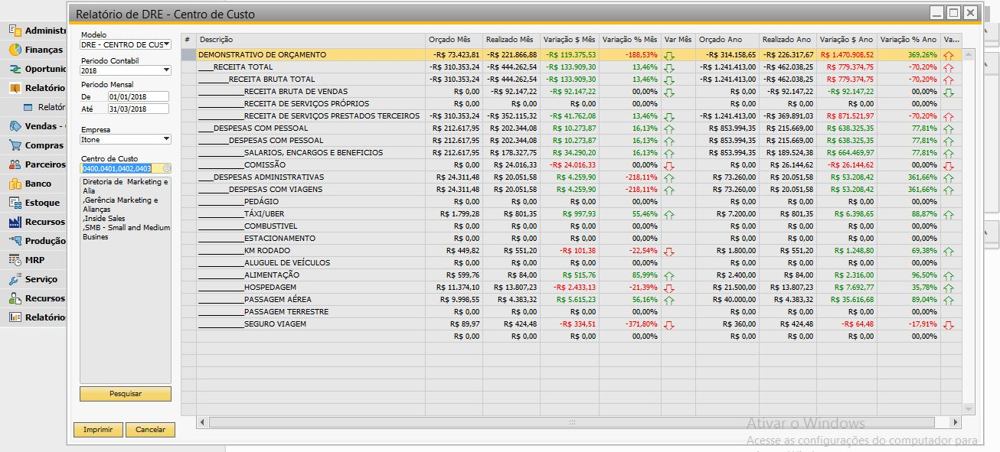 Relatório de DRE - Centro de Custo
Administr
Finanças
Oportunid
Relatório
Relatór
Vendas -
Compras
Parceiros
Banco
Estoque
Recursos
Produção
MRP
Serviço
Recursos
Relatórios
Modelo
DRE - CENTRO DE CUS
Periodo Contabil
2018
Periodo Mensal
De 01/01/2018
Até 31/03/2018
Empresa
Itone
Centro de Custo
0400,0401,0402,0403
Diretoria de Marketing e
Alia
,Gerência Marketing e
Alianças
,Inside Sales
,SMB - Small and Medium
Busines
Pesquisar
Imprimir Cancelar
# Descrição Orçado Mês Realizado Mês Variação $ Mês Variação % Mês Var Mês Orçado Ano Realizado Ano Variação $ Ano Variação % Ano Va...
DEMONSTRATIVO DE ORÇAMENTO -R$ 73.423,81 -R$ 221.866,88 -R$ 119.375,53 -188,53% -R$ 314.158,65 -R$ 226.317,67 R$ 1.470.908,52 369,26%
____RECEITA TOTAL -R$ 310.353,24 -R$ 444.262,54 -R$ 133.909,30 13,46% -R$ 1.241.413,00 -R$ 462.038,25 R$ 779.374,75 -70,20%
________RECEITA BRUTA TOTAL -R$ 310.353,24 -R$ 444.262,54 -R$ 133.909,30 13,46% -R$ 1.241.413,00 -R$ 462.038,25 R$ 779.374,75 -70,20%
____________RECEITA BRUTA DE VENDAS R$ 0,00 -R$ 92.147,22 -R$ 92.147,22 00,00% R$ 0,00 -R$ 92.147,22 -R$ 92.147,22 00,00%
____________RECEITA DE SERVIÇOS PRÓPRIOS R$ 0,00 R$ 0,00 R$ 0,00 00,00% R$ 0,00 R$ 0,00 R$ 0,00 00,00%
____________RECEITA DE SERVIÇOS PRESTADOS TERCEIROS -R$ 310.353,24 -R$ 352.115,32 -R$ 41.762,08 13,46% -R$ 1.241.413,00 -R$ 369.891,03 R$ 871.521,97 -70,20%
____DESPESAS COM PESSOAL R$ 212.617,95 R$ 202.344,08 R$ 10.273,87 16,13% R$ 853.994,35 R$ 215.669,00 R$ 638.325,35 77,81%
________DESPESAS COM PESSOAL R$ 212.617,95 R$ 202.344,08 R$ 10.273,87 16,13% R$ 853.994,35 R$ 215.669,00 R$ 638.325,35 77,81%
____________SALARIOS, ENCARGOS E BENEFICIOS R$ 212.617,95 R$ 178.327,75 R$ 34.290,20 16,13% R$ 853.994,35 R$ 189.524,38 R$ 664.469,97 77,81%
____________COMISSÃO R$ 0,00 R$ 24.016,33 -R$ 24.016,33 00,00% R$ 0,00 R$ 26.144,62 -R$ 26.144,62 00,00%
____DESPESAS ADMINISTRATIVAS R$ 24.311,48 R$ 20.051,58 R$ 4.259,90 -218,11% R$ 73.260,00 R$ 20.051,58 R$ 53.208,42 361,66%
________DESPESAS COM VIAGENS R$ 24.311,48 R$ 20.051,58 R$ 4.259,90 -218,11% R$ 73.260,00 R$ 20.051,58 R$ 53.208,42 361,66%
____________PEDÁGIO R$ 0,00 R$ 0,00 R$ 0,00 00,00% R$ 0,00 R$ 0,00 R$ 0,00 00,00%
____________TÁXI/UBER R$ 1.799,28 R$ 801,35 R$ 997,93 55,46% R$ 7.200,00 R$ 801,35 R$ 6.398,65 88,87%
____________COMBUSTIVEL R$ 0,00 R$ 0,00 R$ 0,00 00,00% R$ 0,00 R$ 0,00 R$ 0,00 00,00%
____________ESTACIONAMENTO R$ 0,00 R$ 0,00 R$ 0,00 00,00% R$ 0,00 R$ 0,00 R$ 0,00 00,00%
____________KM RODADO R$ 449,82 R$ 551,20 -R$ 101,38 -22,54% R$ 1.800,00 R$ 551,20 R$ 1.248,80 69,38%
____________ALUGUEL DE VEÍCULOS R$ 0,00 R$ 0,00 R$ 0,00 00,00% R$ 0,00 R$ 0,00 R$ 0,00 00,00%
____________ALIMENTAÇÃO R$ 599,76 R$ 84,00 R$ 515,76 85,99% R$ 2.400,00 R$ 84,00 R$ 2.316,00 96,50%
____________HOSPEDAGEM R$ 11.374,10 R$ 13.807,23 -R$ 2.433,13 -21,39% R$ 21.500,00 R$ 13.807,23 R$ 7.692,77 35,78%
____________PASSAGEM AÉREA R$ 9.998,55 R$ 4.383,32 R$ 5.615,23 56,16% R$ 40.000,00 R$ 4.383,32 R$ 35.616,68 89,04%
____________PASSAGEM TERRESTRE R$ 0,00 R$ 0,00 R$ 0,00 00,00% R$ 0,00 R$ 0,00 R$ 0,00 00,00%
____________SEGURO VIAGEM R$ 89,97 R$ 424,48 -R$ 334,51 -371,80% R$ 360,00 R$ 424,48 -R$ 64,48 -17,91%
R$ 0,00 R$ 0,00 R$ 0,00 00,00% R$ 0,00 R$ 0,00 R$ 0,00 00,00%
Ativar o Windows
Acesse as configurações do computador para